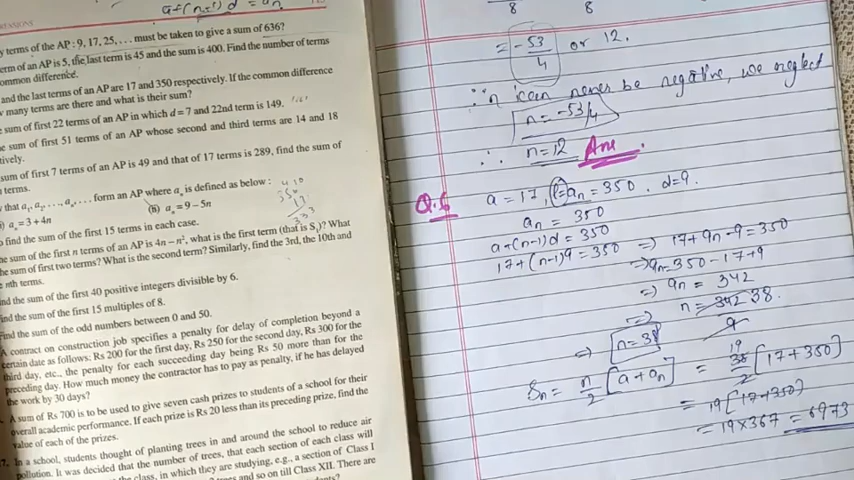 a+(n-1)d = an
y terms of the AP : 9, 17, 25, . . . must be taken to give a sum of 636?
erm of an AP is 5, the last term is 45 and the sum is 400. Find the number of terms
ommon difference.
and the last terms of an AP are 17 and 350 respectively. If the common difference
many terms are there and what is their sum?
sum of first 22 terms of an AP in which d = 7 and 22nd term is 149.
e sum of first 51 terms of an AP whose second and third terms are 14 and 18
tively.
sum of first 7 terms of an AP is 49 and that of 17 terms is 289, find the sum of
terms.
that a₁, a₂, . . ., aₙ, . . . form an AP where aₙ is defined as below :
aₙ = 3 + 4n (ii) aₙ = 9 – 5n
o find the sum of the first 15 terms in each case.
he sum of the first n terms of an AP is 4n – n², what is the first term (that is S₁)? What
he sum of first two terms? What is the second term? Similarly, find the 3rd, the 10th and
e nth terms.
ind the sum of the first 40 positive integers divisible by 6.
ind the sum of the first 15 multiples of 8.
Find the sum of the odd numbers between 0 and 50.
A contract on construction job specifies a penalty for delay of completion beyond a
certain date as follows: Rs 200 for the first day, Rs 250 for the second day, Rs 300 for the
third day, etc., the penalty for each succeeding day being Rs 50 more than for the
preceding day. How much money the contractor has to pay as penalty, if he has delayed
the work by 30 days?
A sum of Rs 700 is to be used to give seven cash prizes to students of a school for their
overall academic performance. If each prize is Rs 20 less than its preceding prize, find the
value of each of the prizes.
In a school, students thought of planting trees in and around the school to reduce air
pollution. It was decided that the number of trees, that each section of each class will
the class, in which they are studying, e.g., a section of Class I
and so on till Class XII. There are
8 8
= -53/4 or 12.
∵ n can never be negative, we neglect
n = -53/4
∴ n = 12 Ans.
Q.5 a = 17, l = an = 350. d = 9.
an = 350
a+(n-1)d = 350
17+(n-1)9 = 350 ⇒ 17+9n-9 = 350
⇒ 9n = 350-17+9
⇒ 9n = 342
⇒ n = 342/9 38.
⇒ n = 38
Sn = n/2 [a+an] = 19 38/2 [17+350]
= 19[17+350]
= 19×367 = 6973